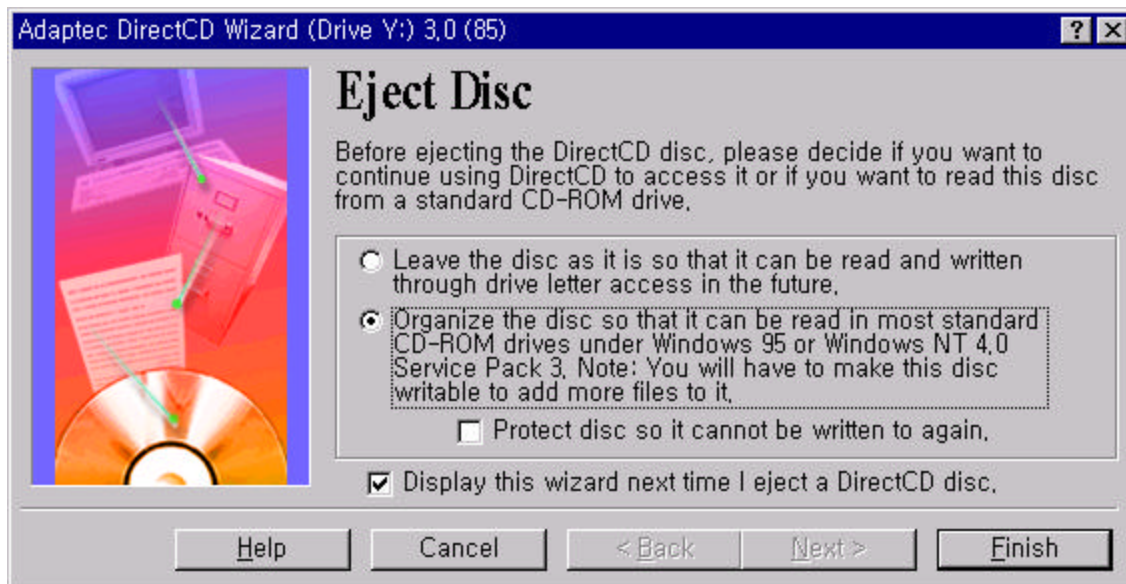 Adaptec DirectCD Wizard (Drive Y:) 3,0 (85)
Eject Disc
Before ejecting the DirectCD disc, please decide if you want to
continue using DirectCD to access it or if you want to read this disc
from a standard CD-ROM drive,
Leave the disc as it is so that it can be read and written
through drive letter access in the future,
Organize the disc so that it can be read in most standard
CD-ROM drives under Windows 95 or Windows NT 4,0
Service Pack 3, Note: You will have to make this disc
writable to add more files to it,
Protect disc so it cannot be written to again,
Display this wizard next time I eject a DirectCD disc,
Help
Cancel
< Back
Next >
Finish